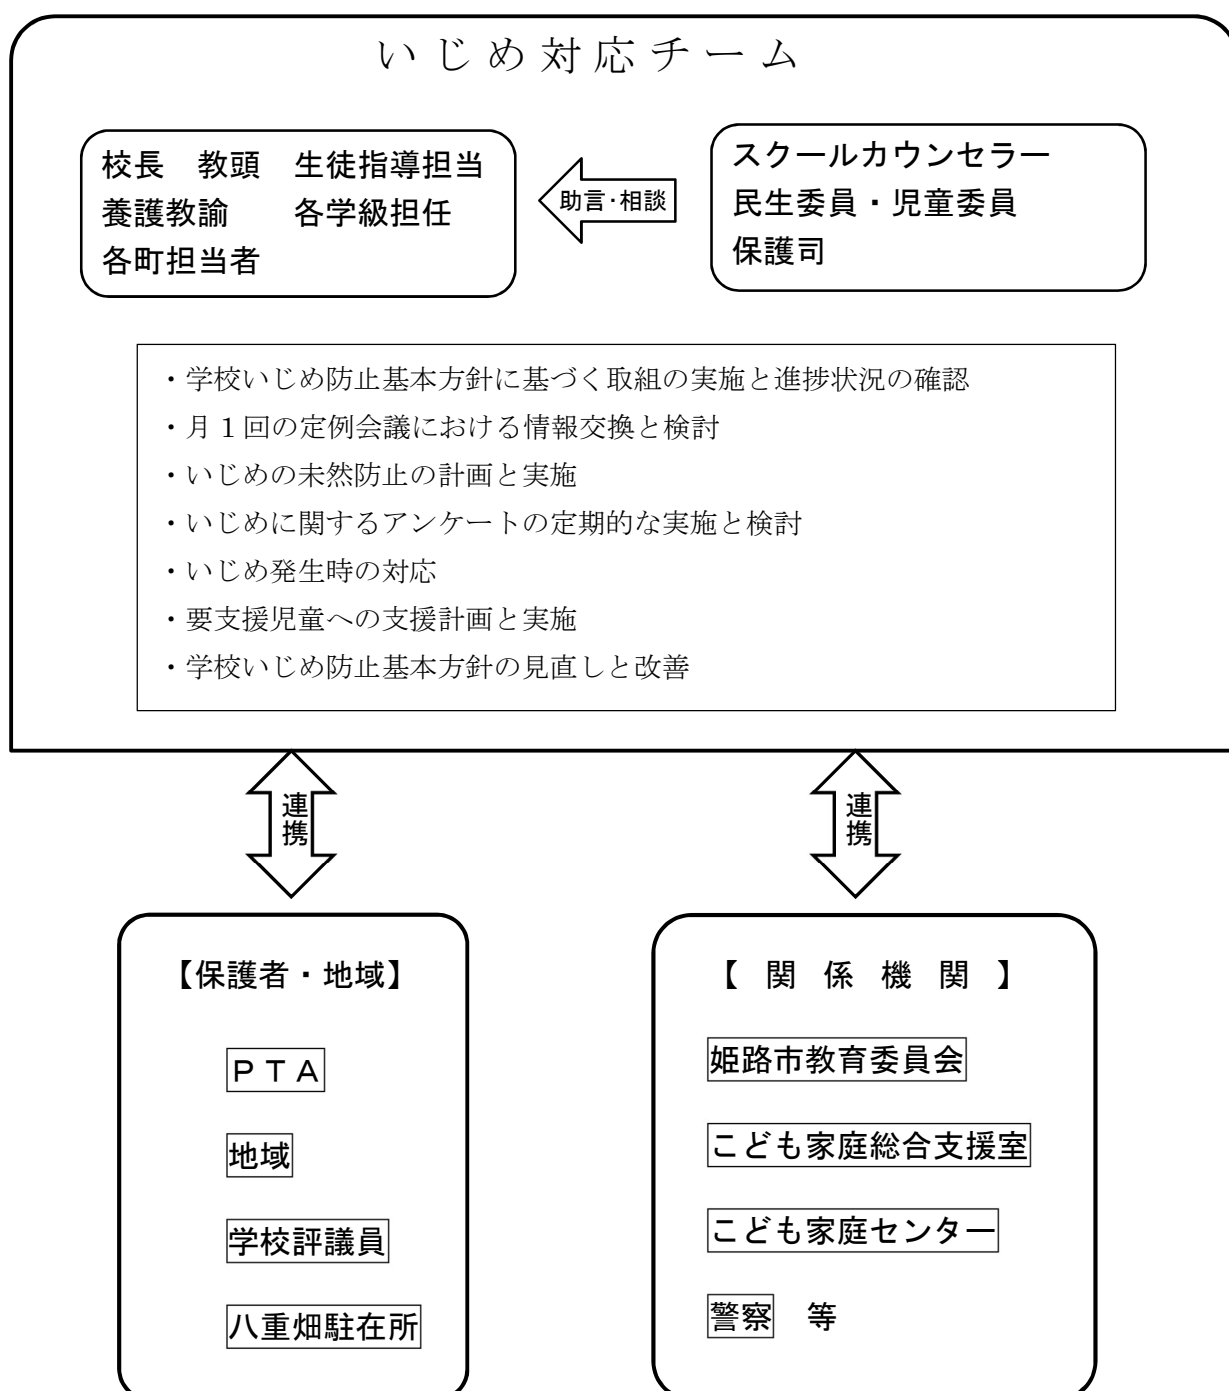 いじめ対応チーム
校長　教頭　生徒指導担当
養護教諭　　各学級担任
各町担当者
助言・相談
スクールカウンセラー
民生委員・児童委員
保護司
・学校いじめ防止基本方針に基づく取組の実施と進捗状況の確認
・月１回の定例会議における情報交換と検討
・いじめの未然防止の計画と実施
・いじめに関するアンケートの定期的な実施と検討
・いじめ発生時の対応
・要支援児童への支援計画と実施
・学校いじめ防止基本方針の見直しと改善
連携
連携
【保護者・地域】
ＰＴＡ
地域
学校評議員
八重畑駐在所
【関係機関】
姫路市教育委員会
こども家庭総合支援室
こども家庭センター
警察　等